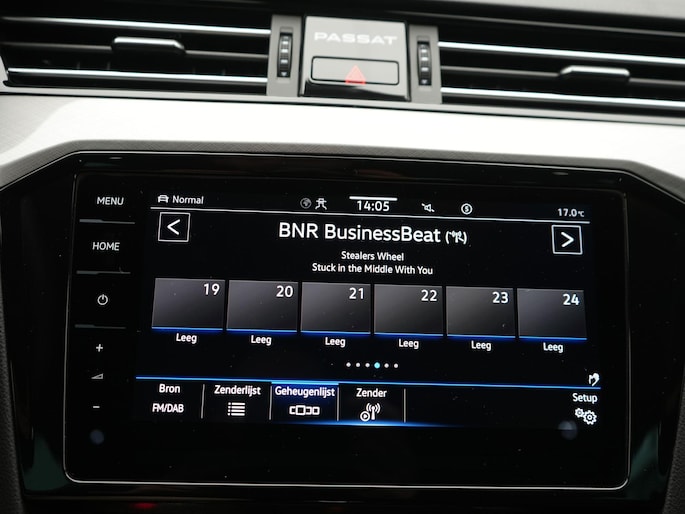 PASSAT
MENU
HOME
Normal
14:05
17.0°C
BNR BusinessBeat
Stealers Wheel
Stuck in the Middle With You
19 20 21 22 23 24
Leeg Leeg Leeg Leeg Leeg Leeg
Bron Zenderlijst Geheugenlijst Zender Setup
FM/DAB